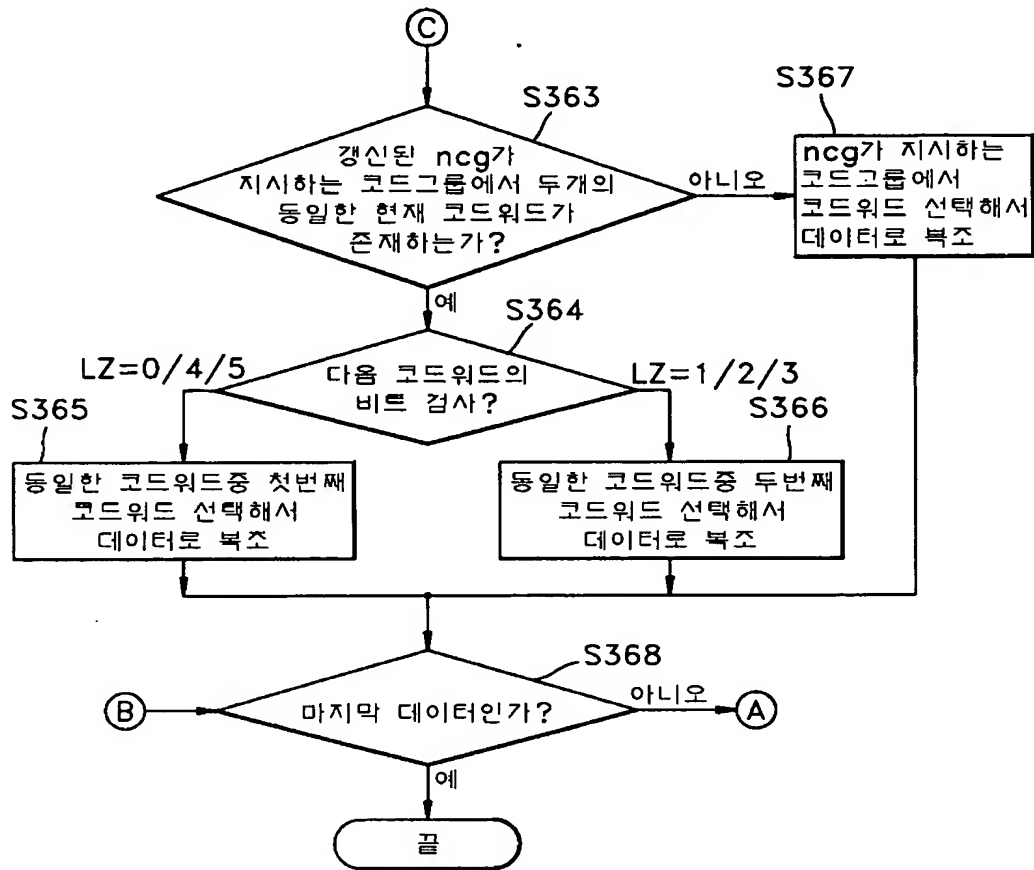 C
S363
갱신된 ncg가
지시하는 코드그룹에서 두개의
동일한 현재 코드워드가
존재하는가?
아니오
S367
ncg가 지시하는
코드그룹에서
코드워드 선택해서
데이터로 복조
예
S364
다음 코드워드의
비트 검사?
LZ=0/4/5
LZ=1/2/3
S365
동일한 코드워드중 첫번째
코드워드 선택해서
데이터로 복조
S366
동일한 코드워드중 두번째
코드워드 선택해서
데이터로 복조
S368
B
마지막 데이터인가?
아니오
A
예
끝